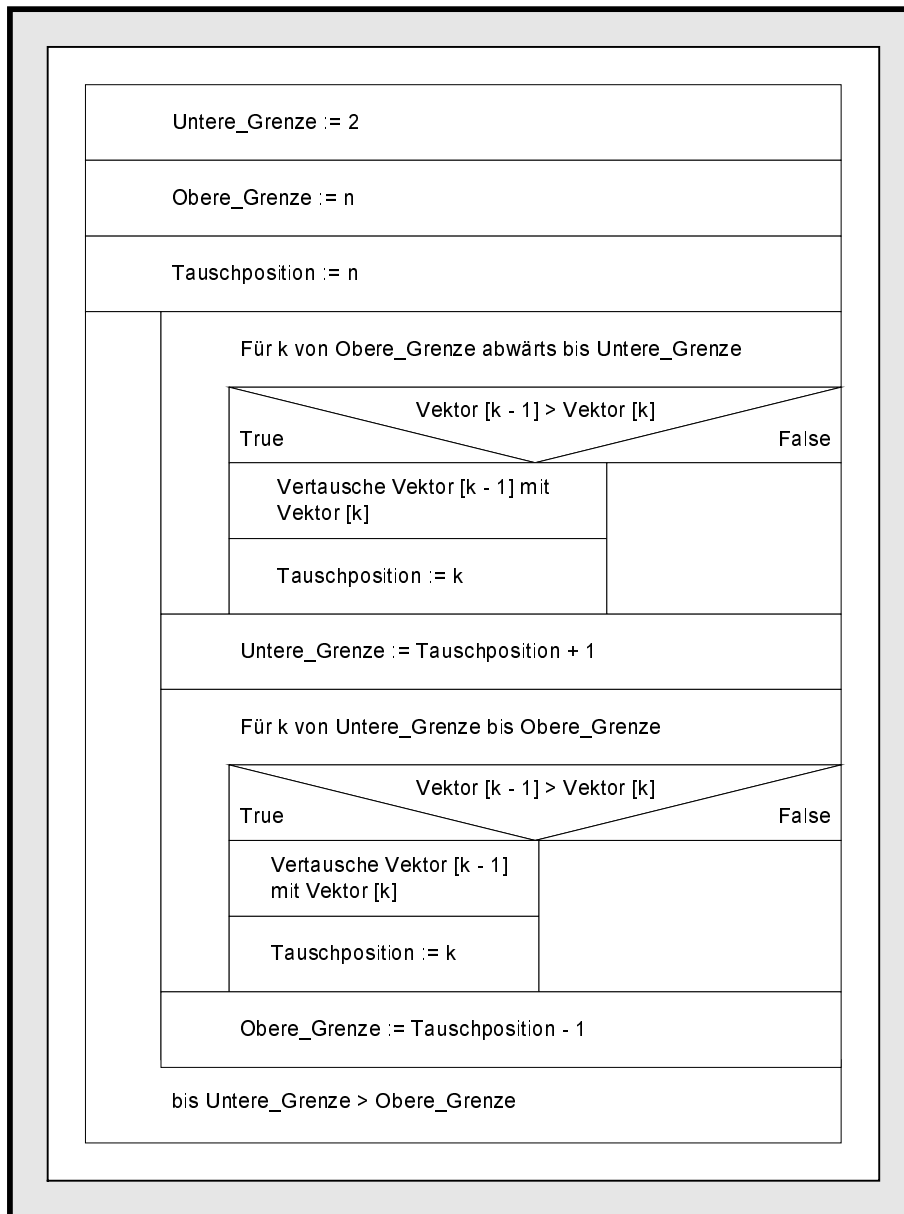 Untere_Grenze := 2
Obere_Grenze := n
Tauschposition := n
Für k von Obere_Grenze abwärts bis Untere_Grenze
Vektor [k - 1] > Vektor [k]
True
False
Vertausche Vektor [k - 1] mit
Vektor [k]
Tauschposition := k
Untere_Grenze := Tauschposition + 1
Für k von Untere_Grenze bis Obere_Grenze
Vektor [k - 1] > Vektor [k]
True
False
Vertausche Vektor [k - 1]
mit Vektor [k]
Tauschposition := k
Obere_Grenze := Tauschposition - 1
bis Untere_Grenze > Obere_Grenze